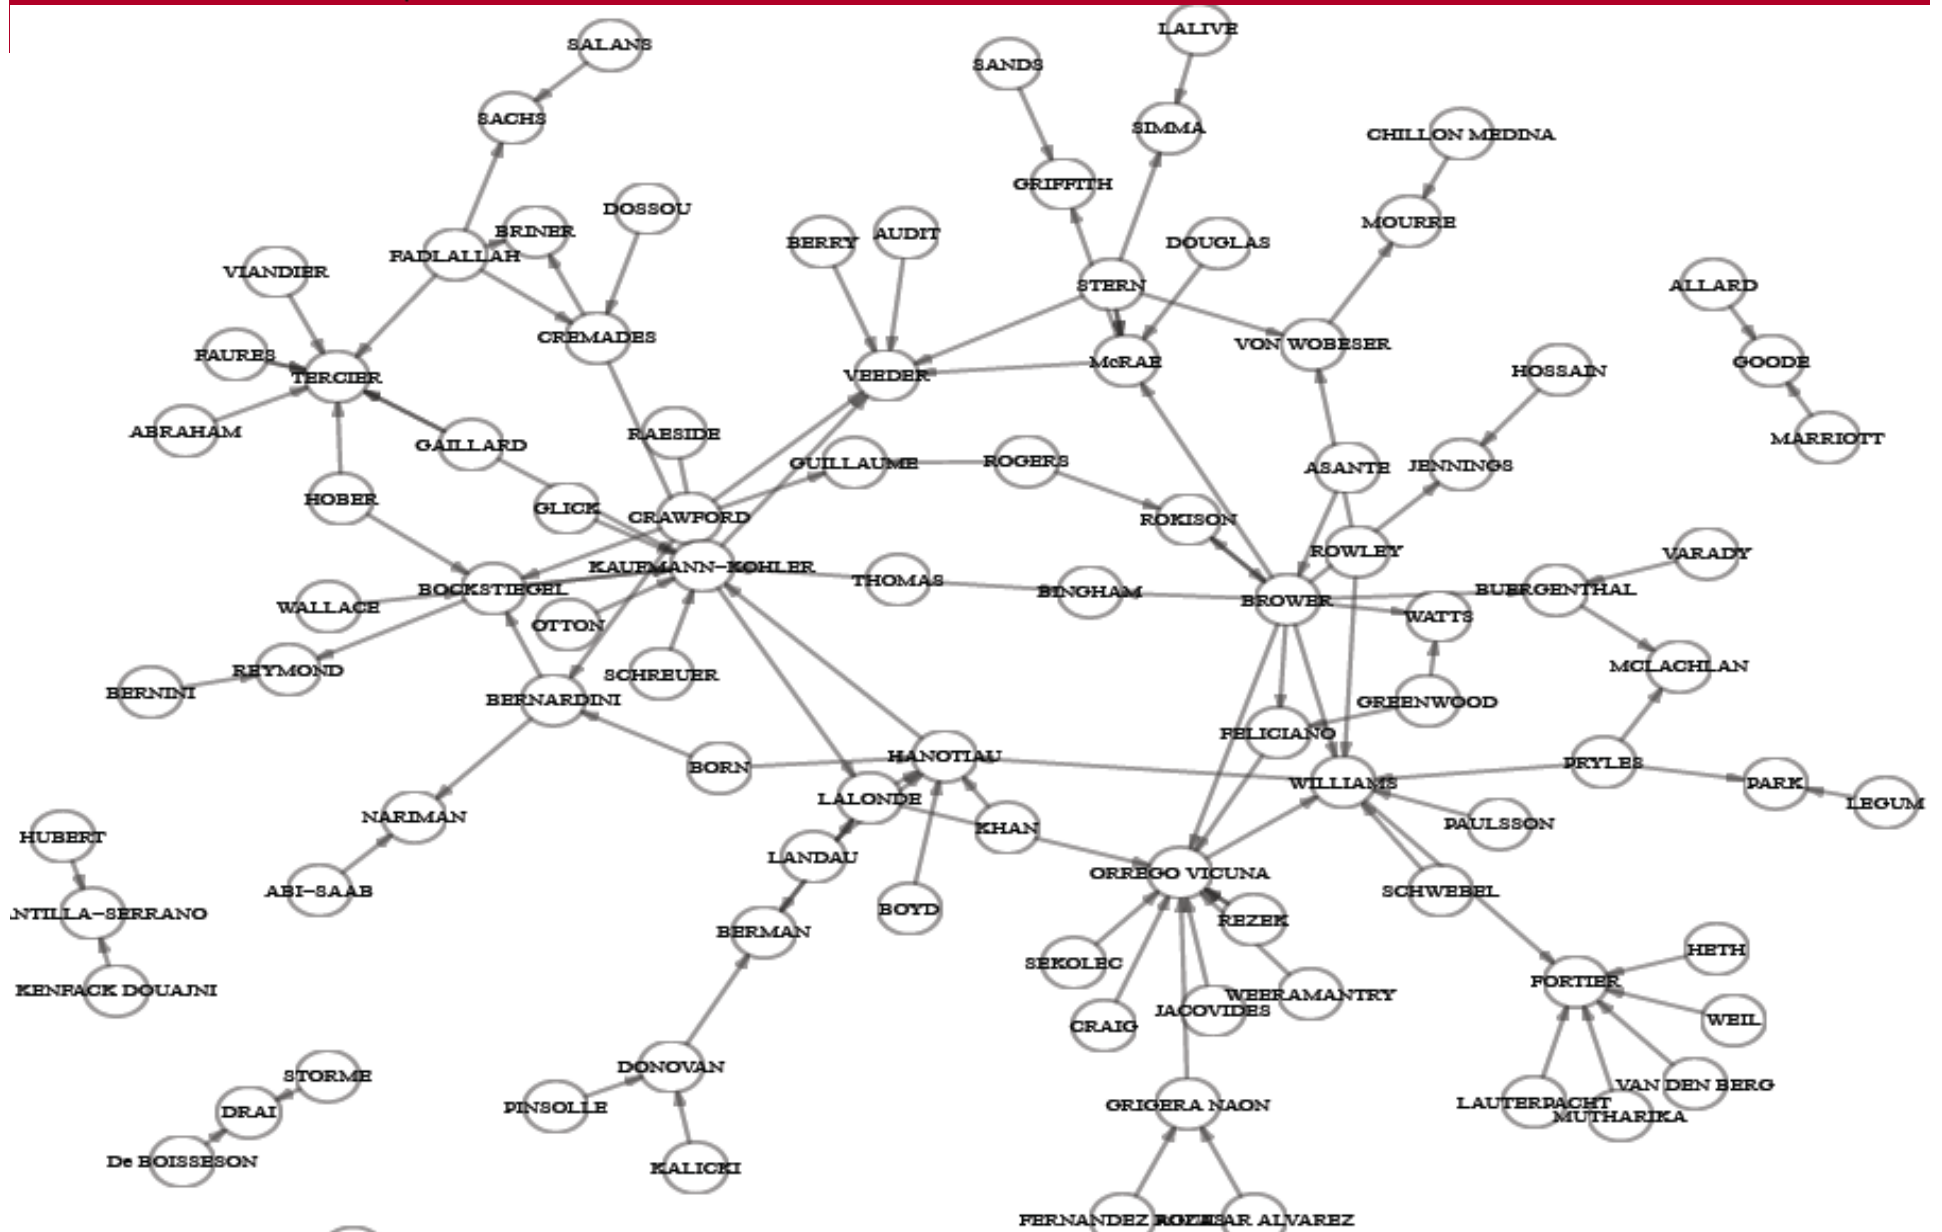 LALIVE
SALANS
SANDS
SACHS
SIMMA
CHILLON MEDINA
GRIFFITH
DOSSOU
MOURRE
BRINER
AUDIT
BERRY
DOUGLAS
FADLALLAH
VIANDIER
STERN
ALLARD
CREMADES
VON WOBESER
FAURES
McRAE
GOODE
HOSSAIN
TERCIER
VEEDER
ABRAHAM
RAESIDE
MARRIOTT
GAILLARD
GUILLAUME
ROGERS
ASANTE
JENNINGS
HOBER
GLICK
CRAWFORD
ROKISON
ROWLEY
VARADY
KAUFMANN-KOHLER
THOMAS
BOCKSTIEGEL
BINGHAM
BROWER
BUERGENTHAL
WALLACE
WATTS
OTTON
REYMOND
MCLACHLAN
SCHREUER
BERNINI
BERNARDINI
GREENWOOD
FELICIANO
HANOTIAU
PRYLES
BORN
WILLIAMS
PARK
LALONDE
LEGUM
NARIMAN
KHAN
PAULSSON
HUBERT
LANDAU
ORREGO VICUNA
ABI-SAAB
SCHWEBEL
BOYD
NTILLA-SERRANO
REZEK
BERMAN
HETH
SEKOLEC
FORTIER
KENFACK DOUAJNI
WEERAMANTRY
JACOVIDES
WEIL
CRAIG
DONOVAN
STORME
VAN DEN BERG
LAUTERPACHT
GRIGERA NAON
PINSOLLE
DRAI
MUTHARIKA
De BOISSESON
KALICKI
FERNANDEZ
ALVAREZ